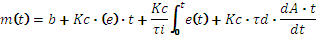 m(t) = b + Kc · (e) · t + Kc/τi ∫₀ᵗ e(t) + Kc · τd · dA · t/dt